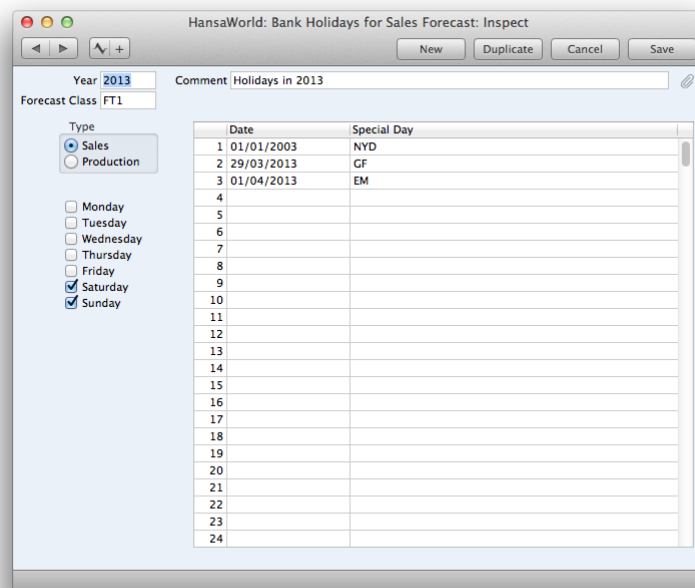 HansaWorld: Bank Holidays for Sales Forecast: Inspect
New Duplicate Cancel Save
Year 2013 Comment Holidays in 2013
Forecast Class FT1
Type
Sales
Production
Monday
Tuesday
Wednesday
Thursday
Friday
Saturday
Sunday
Date Special Day
1 01/01/2003 NYD
2 29/03/2013 GF
3 01/04/2013 EM
4
5
6
7
8
9
10
11
12
13
14
15
16
17
18
19
20
21
22
23
24